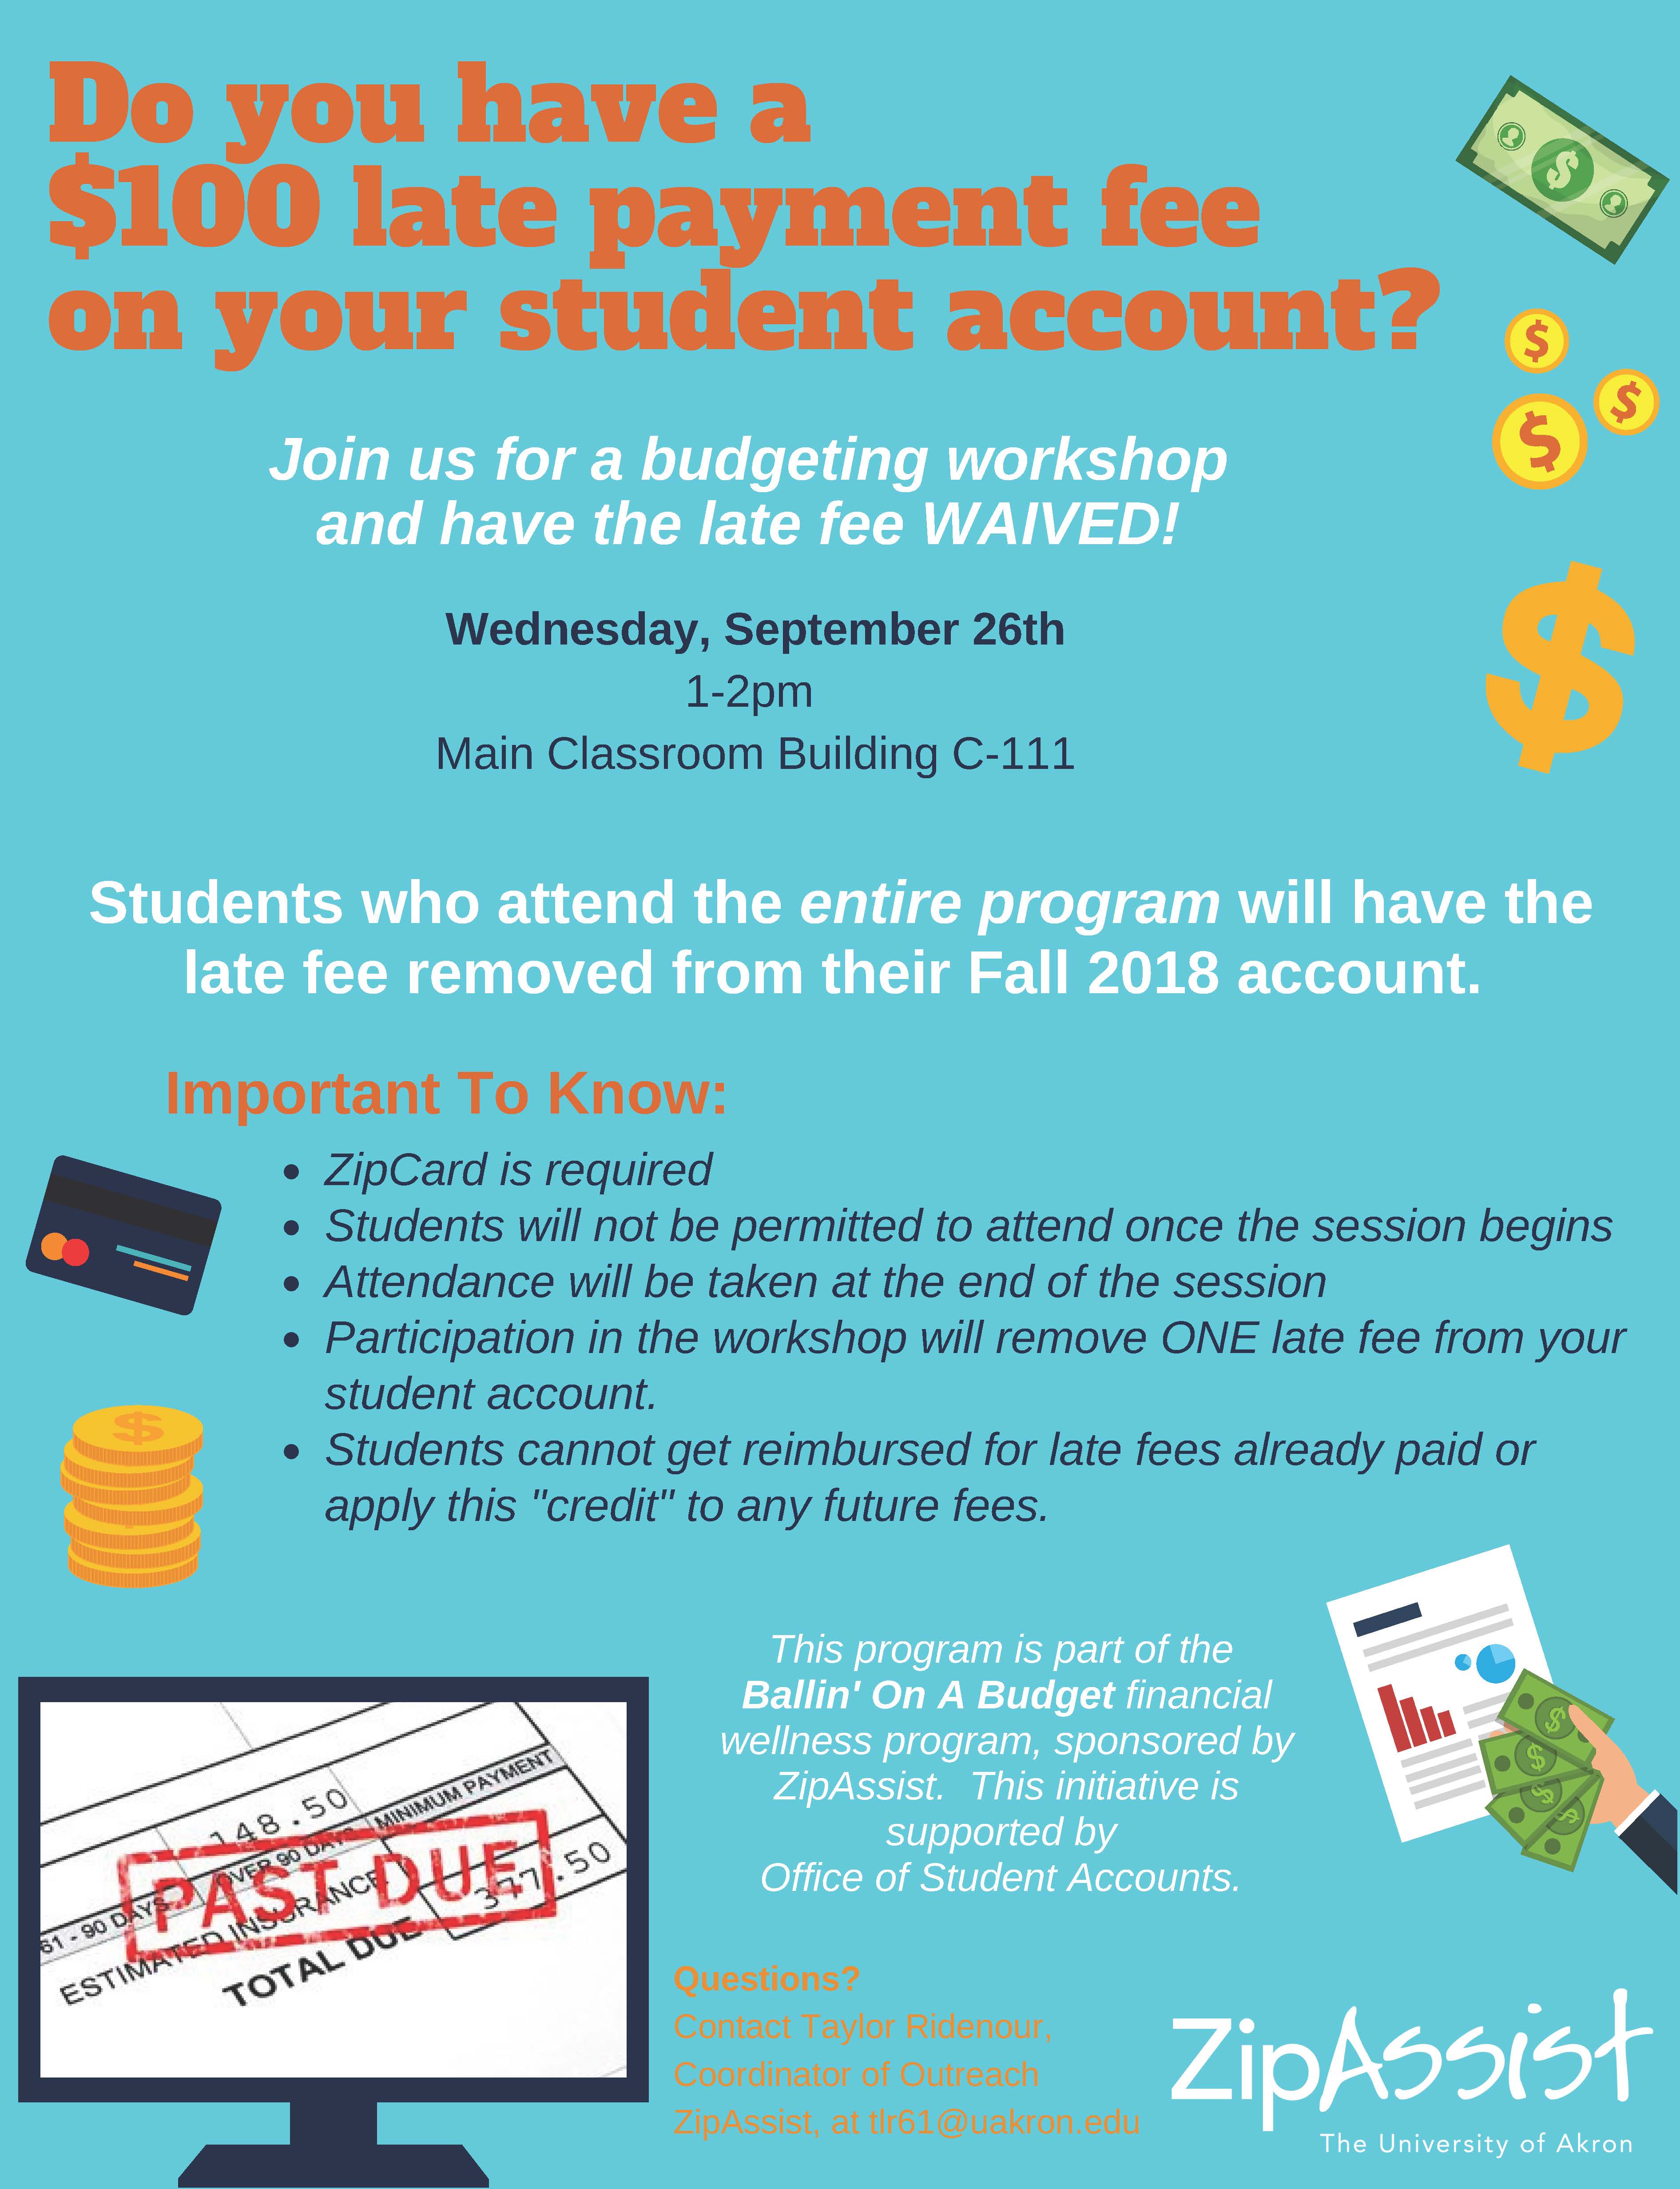 Do you have a
$100 late payment fee
on your student account?
Join us for a budgeting workshop
and have the late fee WAIVED!
Wednesday, September 26th
1-2pm
Main Classroom Building C-111
Students who attend the entire program will have the
late fee removed from their Fall 2018 account.
Important To Know:
• ZipCard is required
• Students will not be permitted to attend once the session begins
• Attendance will be taken at the end of the session
• Participation in the workshop will remove ONE late fee from your
student account.
• Students cannot get reimbursed for late fees already paid or
apply this "credit" to any future fees.
This program is part of the
Ballin' On A Budget financial
wellness program, sponsored by
ZipAssist.  This initiative is
supported by
Office of Student Accounts.
148.50
61 - 90 DAYS
OVER 90 DAYS
MINIMUM PAYMENT
PAST DUE
ESTIMATED INSURANCE
377.50
TOTAL DUE
Questions?
Contact Taylor Ridenour,
Coordinator of Outreach
ZipAssist, at tlr61@uakron.edu
ZipAssist
The University of Akron